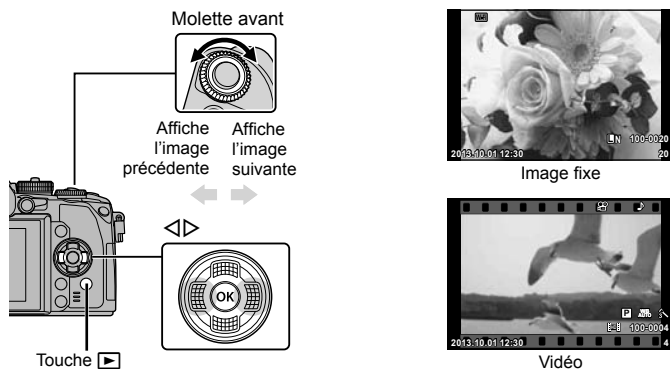 Molette avant
Affiche
l’image
précédente
Affiche
l’image
suivante
OK
Touche
N 100-0020
2013.10.01 12:30 20
Image fixe
P
100-0004
2013.10.01 12:30 4
Vidéo